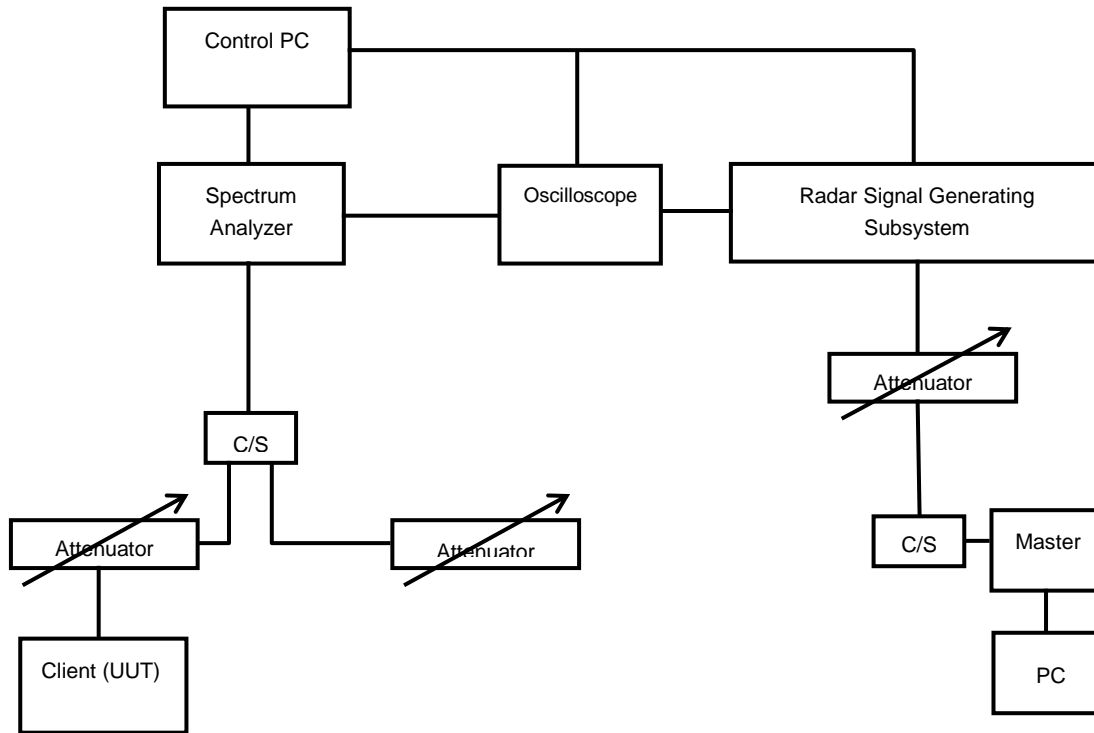 Control PC
Spectrum
Analyzer
Oscilloscope
Radar Signal Generating
Subsystem
Attenuator
C/S
Attenuator
Attenuator
C/S
Master
Client (UUT)
PC